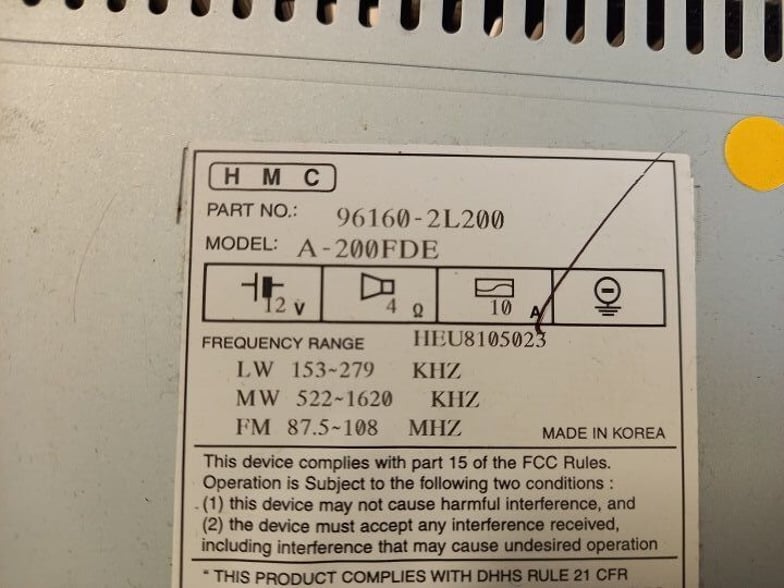 H M C
PART NO.: 96160-2L200
MODEL: A-200FDE
12 V 4 Ω 10 A
FREQUENCY RANGE HEU8105023
LW 153~279 KHZ
MW 522~1620 KHZ
FM 87.5~108 MHZ
MADE IN KOREA
This device complies with part 15 of the FCC Rules.
Operation is Subject to the following two conditions :
(1) this device may not cause harmful interference, and
(2) the device must accept any interference received,
including interference that may cause undesired operation
" THIS PRODUCT COMPLIES WITH DHHS RULE 21 CFR